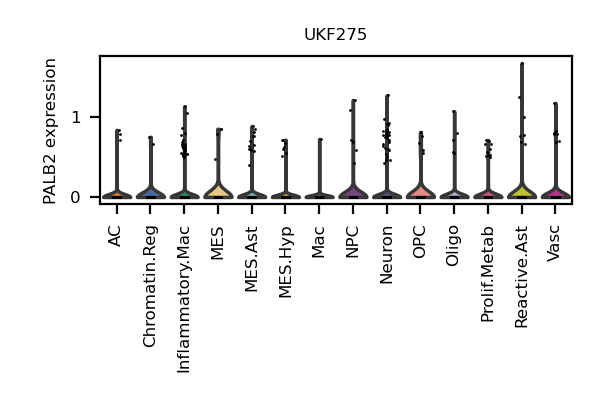 UKF275
PALB2 expression
1
0
AC
Chromatin.Reg
Inflammatory.Mac
MES
MES.Ast
MES.Hyp
Mac
NPC
Neuron
OPC
Oligo
Prolif.Metab
Reactive.Ast
Vasc